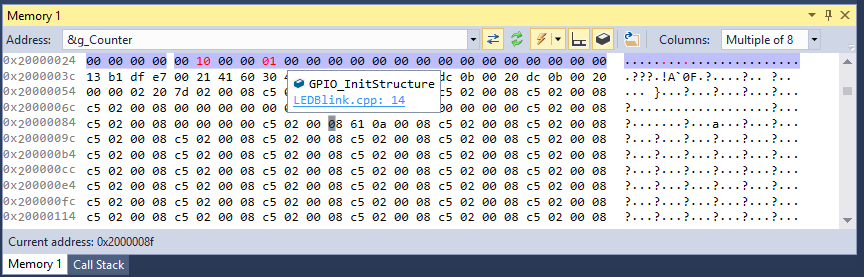 Memory 1
Address: &g_Counter Columns: Multiple of 8
0x20000024 00 00 00 00 00 10 00 00 01 00 00 00 00 00 00 00 00 00 00 00 00 00 00 00 ........................
0x2000003c 13 b1 df e7 00 21 41 60 30 dc 0b 00 20 dc 0b 00 20 .???.!A`0F.?....?.. ?..
GPIO_InitStructure
LEDBlink.cpp: 14
0x20000054 00 00 02 20 7d 02 00 08 c5 c5 02 00 08 c5 02 00 08 ... }...?...?...?...?...
0x2000006c c5 02 00 08 00 00 00 00 00 c5 02 00 08 c5 02 00 08 ?...............?...?...
0x20000084 c5 02 00 08 00 00 00 00 c5 02 00 08 61 0a 00 08 c5 02 00 08 c5 02 00 08 ?.......?...a...?...?...
0x2000009c c5 02 00 08 c5 02 00 08 c5 02 00 08 c5 02 00 08 c5 02 00 08 c5 02 00 08 ?...?...?...?...?...?...
0x200000b4 c5 02 00 08 c5 02 00 08 c5 02 00 08 c5 02 00 08 c5 02 00 08 c5 02 00 08 ?...?...?...?...?...?...
0x200000cc c5 02 00 08 c5 02 00 08 c5 02 00 08 c5 02 00 08 c5 02 00 08 c5 02 00 08 ?...?...?...?...?...?...
0x200000e4 c5 02 00 08 c5 02 00 08 c5 02 00 08 c5 02 00 08 c5 02 00 08 c5 02 00 08 ?...?...?...?...?...?...
0x200000fc c5 02 00 08 c5 02 00 08 c5 02 00 08 c5 02 00 08 c5 02 00 08 c5 02 00 08 ?...?...?...?...?...?...
0x20000114 c5 02 00 08 c5 02 00 08 c5 02 00 08 c5 02 00 08 c5 02 00 08 c5 02 00 08 ?...?...?...?...?...?...
Current address: 0x2000008f
Memory 1 Call Stack